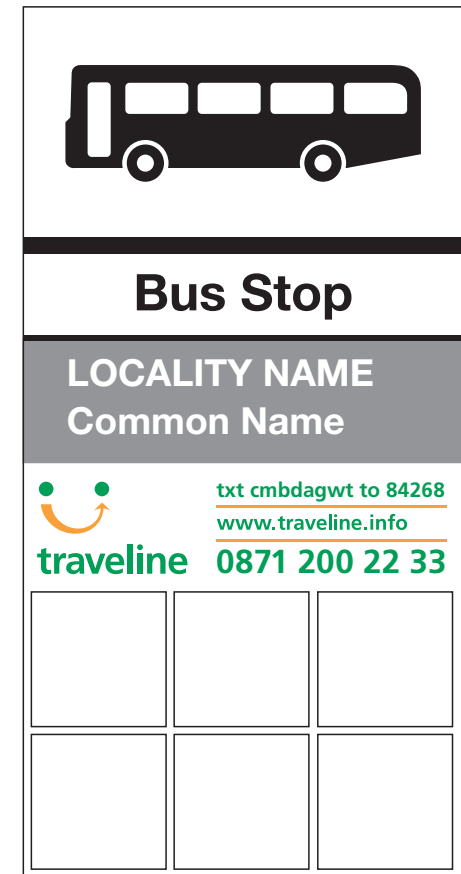 Bus Stop
LOCALITY NAME
Common Name
txt cmbdagwt to 84268
www.traveline.info
traveline
0871 200 22 33